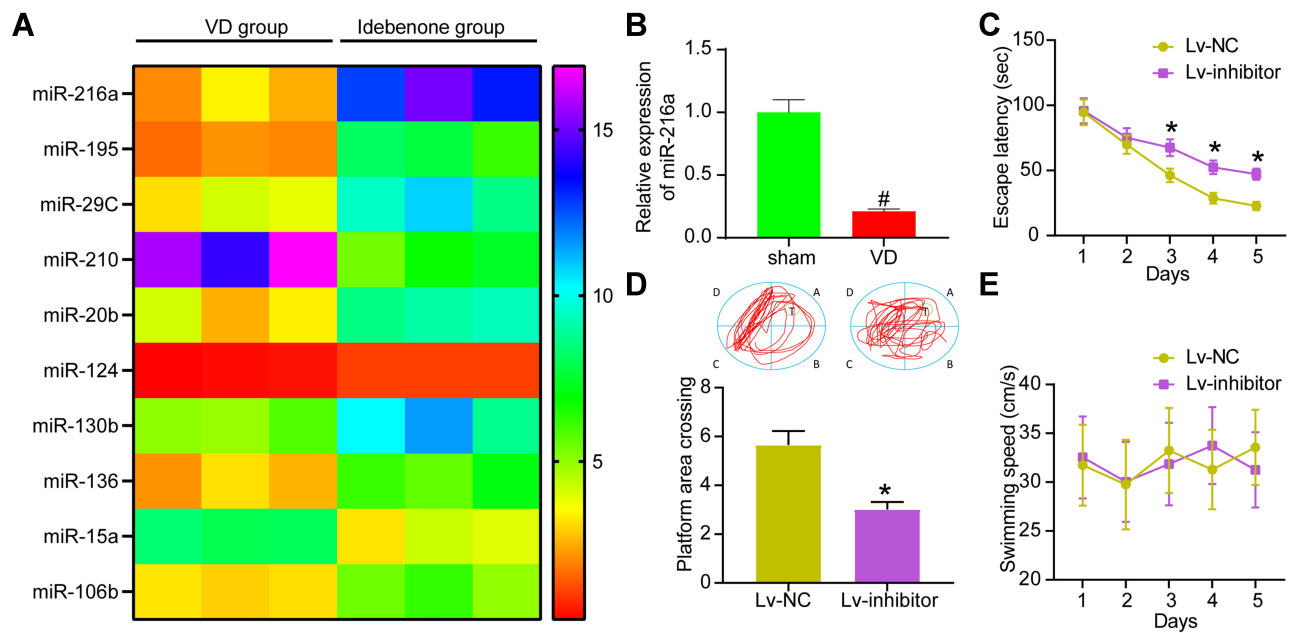 A
VD group
Idebenone group
miR-216a
miR-195
miR-29C
miR-210
miR-20b
miR-124
miR-130b
miR-136
miR-15a
miR-106b
15
10
5
B
Relative expression
of miR-216a
1.5
1.0
0.5
0.0
#
sham
VD
C
Escape latency (sec)
150
100
50
0
Lv-NC
Lv-inhibitor
*
*
*
1
2
3
4
5
Days
D
D
A
T
C
B
D
A
T
C
B
Platform area crossing
8
6
4
2
0
*
Lv-NC
Lv-inhibitor
E
Swimming speed (cm/s)
40
35
30
25
20
Lv-NC
Lv-inhibitor
1
2
3
4
5
Days